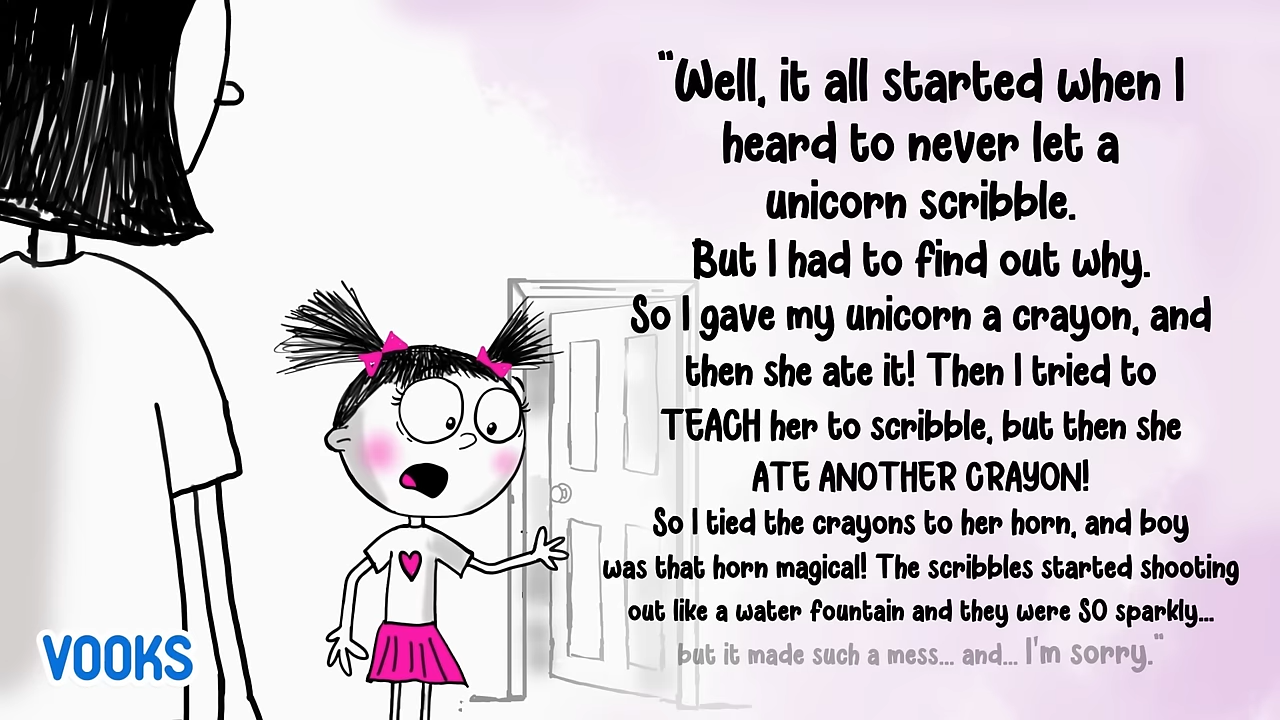 "Well, it all started when I
heard to never let a
unicorn scribble.
But I had to find out why.
So I gave my unicorn a crayon, and
then she ate it! Then I tried to
TEACH her to scribble, but then she
ATE ANOTHER CRAYON!
So I tied the crayons to her horn, and boy
was that horn magical! The scribbles started shooting
out like a water fountain and they were SO sparkly...
but it made such a mess... and... I'm sorry."
VOOKS